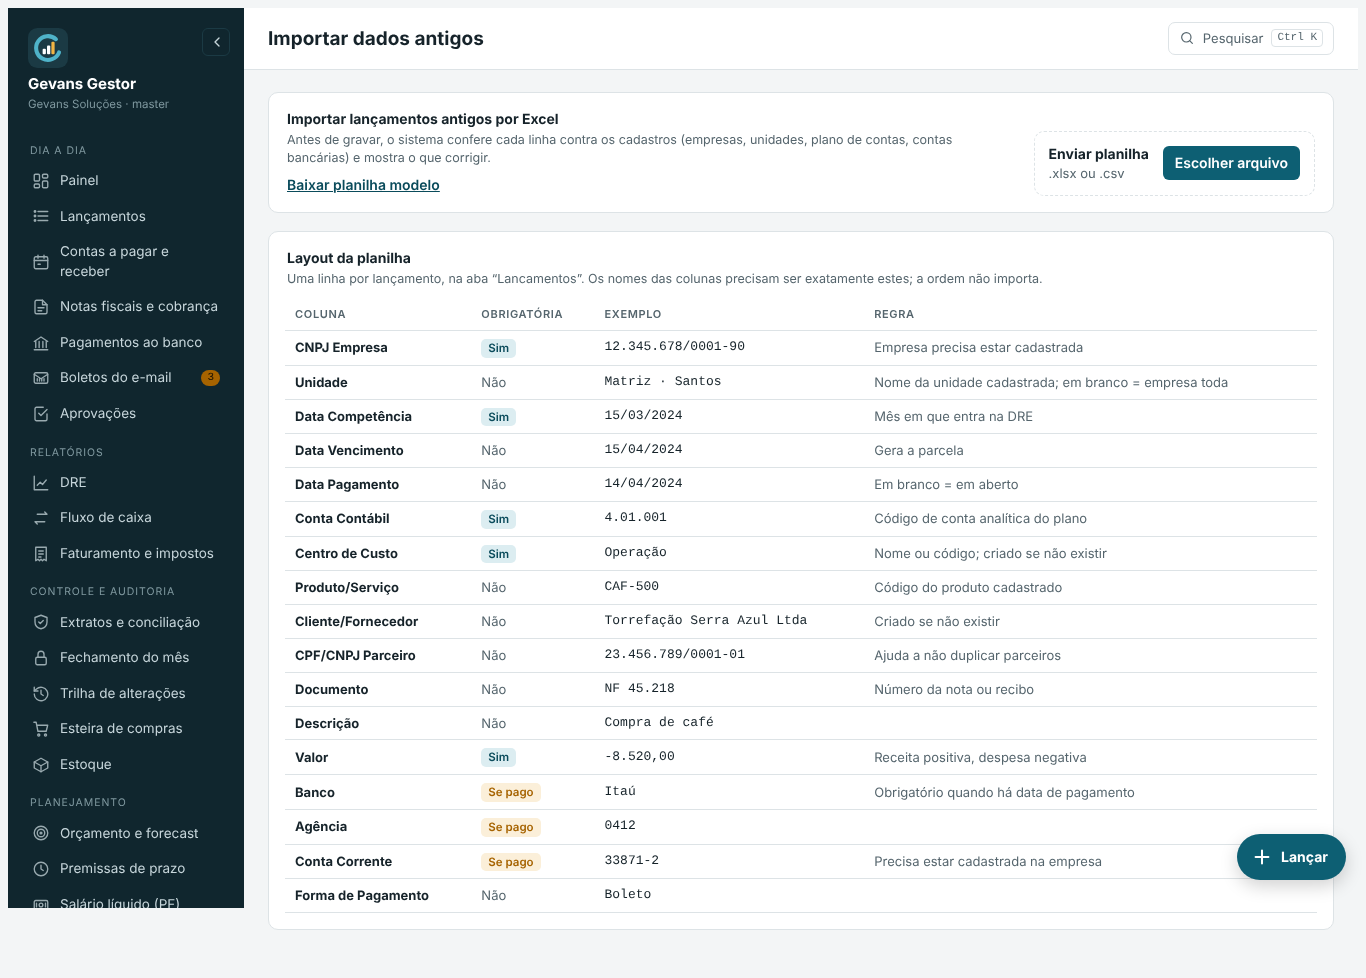 Gevans Gestor
Gevans Soluções · master
DIA A DIA
Painel
Lançamentos
Contas a pagar e
receber
Notas fiscais e cobrança
Pagamentos ao banco
Boletos do e-mail 3
Aprovações
RELATÓRIOS
DRE
Fluxo de caixa
Faturamento e impostos
CONTROLE E AUDITORIA
Extratos e conciliação
Fechamento do mês
Trilha de alterações
Esteira de compras
Estoque
PLANEJAMENTO
Orçamento e forecast
Premissas de prazo
Salário líquido (PF)
Importar dados antigos
Pesquisar Ctrl K
Importar lançamentos antigos por Excel
Antes de gravar, o sistema confere cada linha contra os cadastros (empresas, unidades, plano de contas, contas
bancárias) e mostra o que corrigir.
Baixar planilha modelo
Enviar planilha
.xlsx ou .csv
Escolher arquivo
Layout da planilha
Uma linha por lançamento, na aba “Lancamentos”. Os nomes das colunas precisam ser exatamente estes; a ordem não importa.
COLUNA OBRIGATÓRIA EXEMPLO REGRA
CNPJ Empresa Sim 12.345.678/0001-90 Empresa precisa estar cadastrada
Unidade Não Matriz · Santos Nome da unidade cadastrada; em branco = empresa toda
Data Competência Sim 15/03/2024 Mês em que entra na DRE
Data Vencimento Não 15/04/2024 Gera a parcela
Data Pagamento Não 14/04/2024 Em branco = em aberto
Conta Contábil Sim 4.01.001 Código de conta analítica do plano
Centro de Custo Sim Operação Nome ou código; criado se não existir
Produto/Serviço Não CAF-500 Código do produto cadastrado
Cliente/Fornecedor Não Torrefação Serra Azul Ltda Criado se não existir
CPF/CNPJ Parceiro Não 23.456.789/0001-01 Ajuda a não duplicar parceiros
Documento Não NF 45.218 Número da nota ou recibo
Descrição Não Compra de café
Valor Sim -8.520,00 Receita positiva, despesa negativa
Banco Se pago Itaú Obrigatório quando há data de pagamento
Agência Se pago 0412
Conta Corrente Se pago 33871-2 Precisa estar cadastrada na empresa
Forma de Pagamento Não Boleto
Lançar